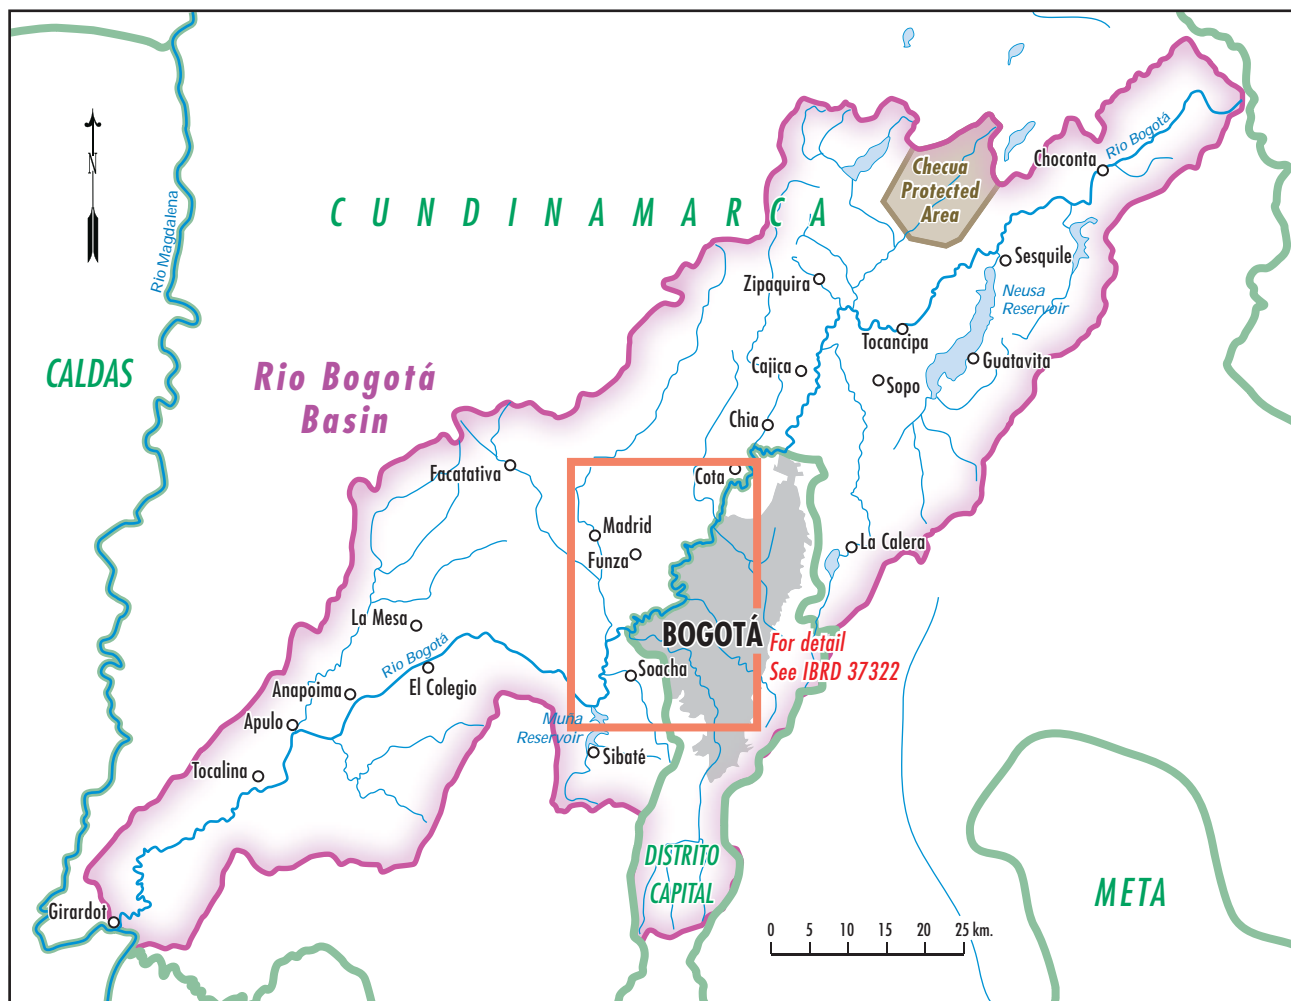 N
Rio Magdalena
CUNDINAMARCA
Checua
Protected
Area
Choconta
Rio Bogotá
Sesquile
Neusa
Reservoir
Zipaquira
Tocancipa
Guatavita
Cajica
Sopo
CALDAS
Rio Bogotá
Basin
Chia
Facatativa
Cota
Madrid
Funza
La Calera
La Mesa
BOGOTÁ
For detail
See IBRD 37322
Rio Bogotá
El Colegio
Soacha
Anapoima
Apulo
Muña
Reservoir
Sibaté
Tocalina
DISTRITO
CAPITAL
META
Girardot
0 5 10 15 20 25 km.